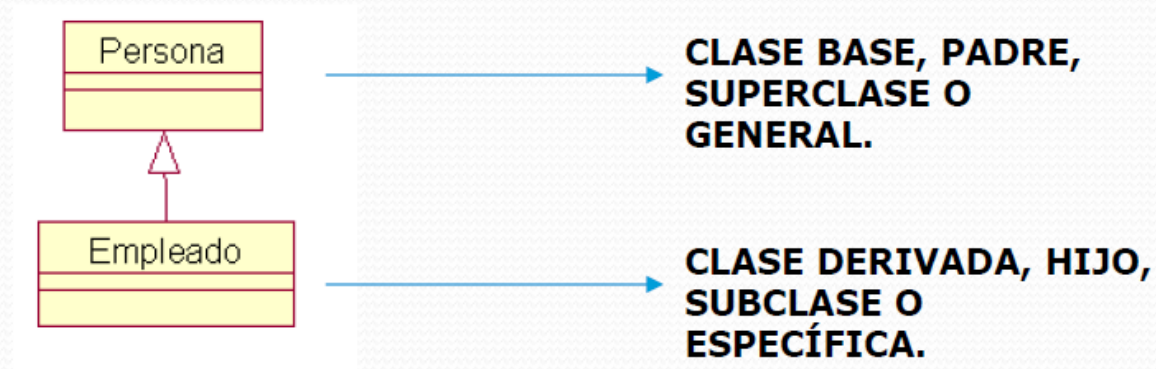 Persona
CLASE BASE, PADRE,
SUPERCLASE O
GENERAL.
Empleado
CLASE DERIVADA, HIJO,
SUBCLASE O
ESPECÍFICA.